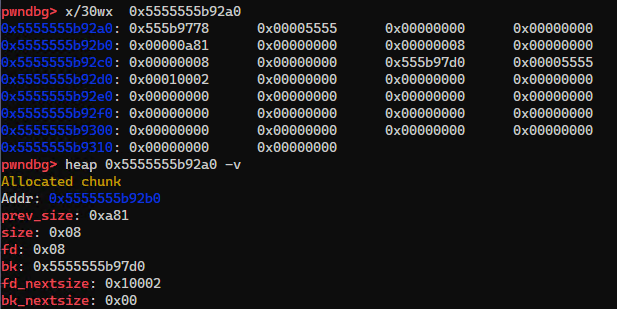 pwndbg> x/30wx  0x5555555b92a0
0x5555555b92a0: 0x555b9778      0x00005555      0x00000000      0x00000000
0x5555555b92b0: 0x00000a81      0x00000000      0x00000008      0x00000000
0x5555555b92c0: 0x00000008      0x00000000      0x555b97d0      0x00005555
0x5555555b92d0: 0x00010002      0x00000000      0x00000000      0x00000000
0x5555555b92e0: 0x00000000      0x00000000      0x00000000      0x00000000
0x5555555b92f0: 0x00000000      0x00000000      0x00000000      0x00000000
0x5555555b9300: 0x00000000      0x00000000      0x00000000      0x00000000
0x5555555b9310: 0x00000000      0x00000000
pwndbg> heap 0x5555555b92a0 -v
Allocated chunk
Addr: 0x5555555b92b0
prev_size: 0xa81
size: 0x08
fd: 0x08
bk: 0x5555555b97d0
fd_nextsize: 0x10002
bk_nextsize: 0x00